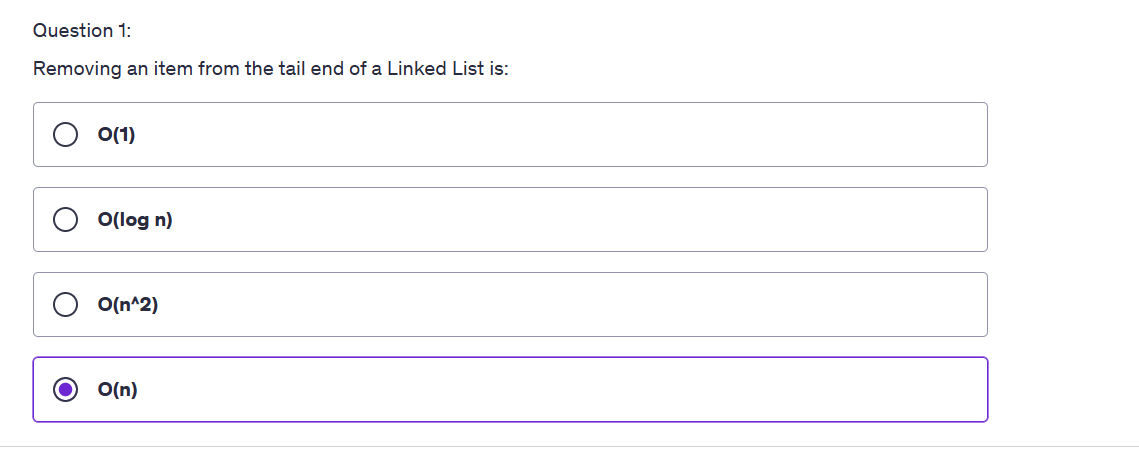 Question 1:
Removing an item from the tail end of a Linked List is:
O(1)
O(log n)
O(n^2)
O(n)